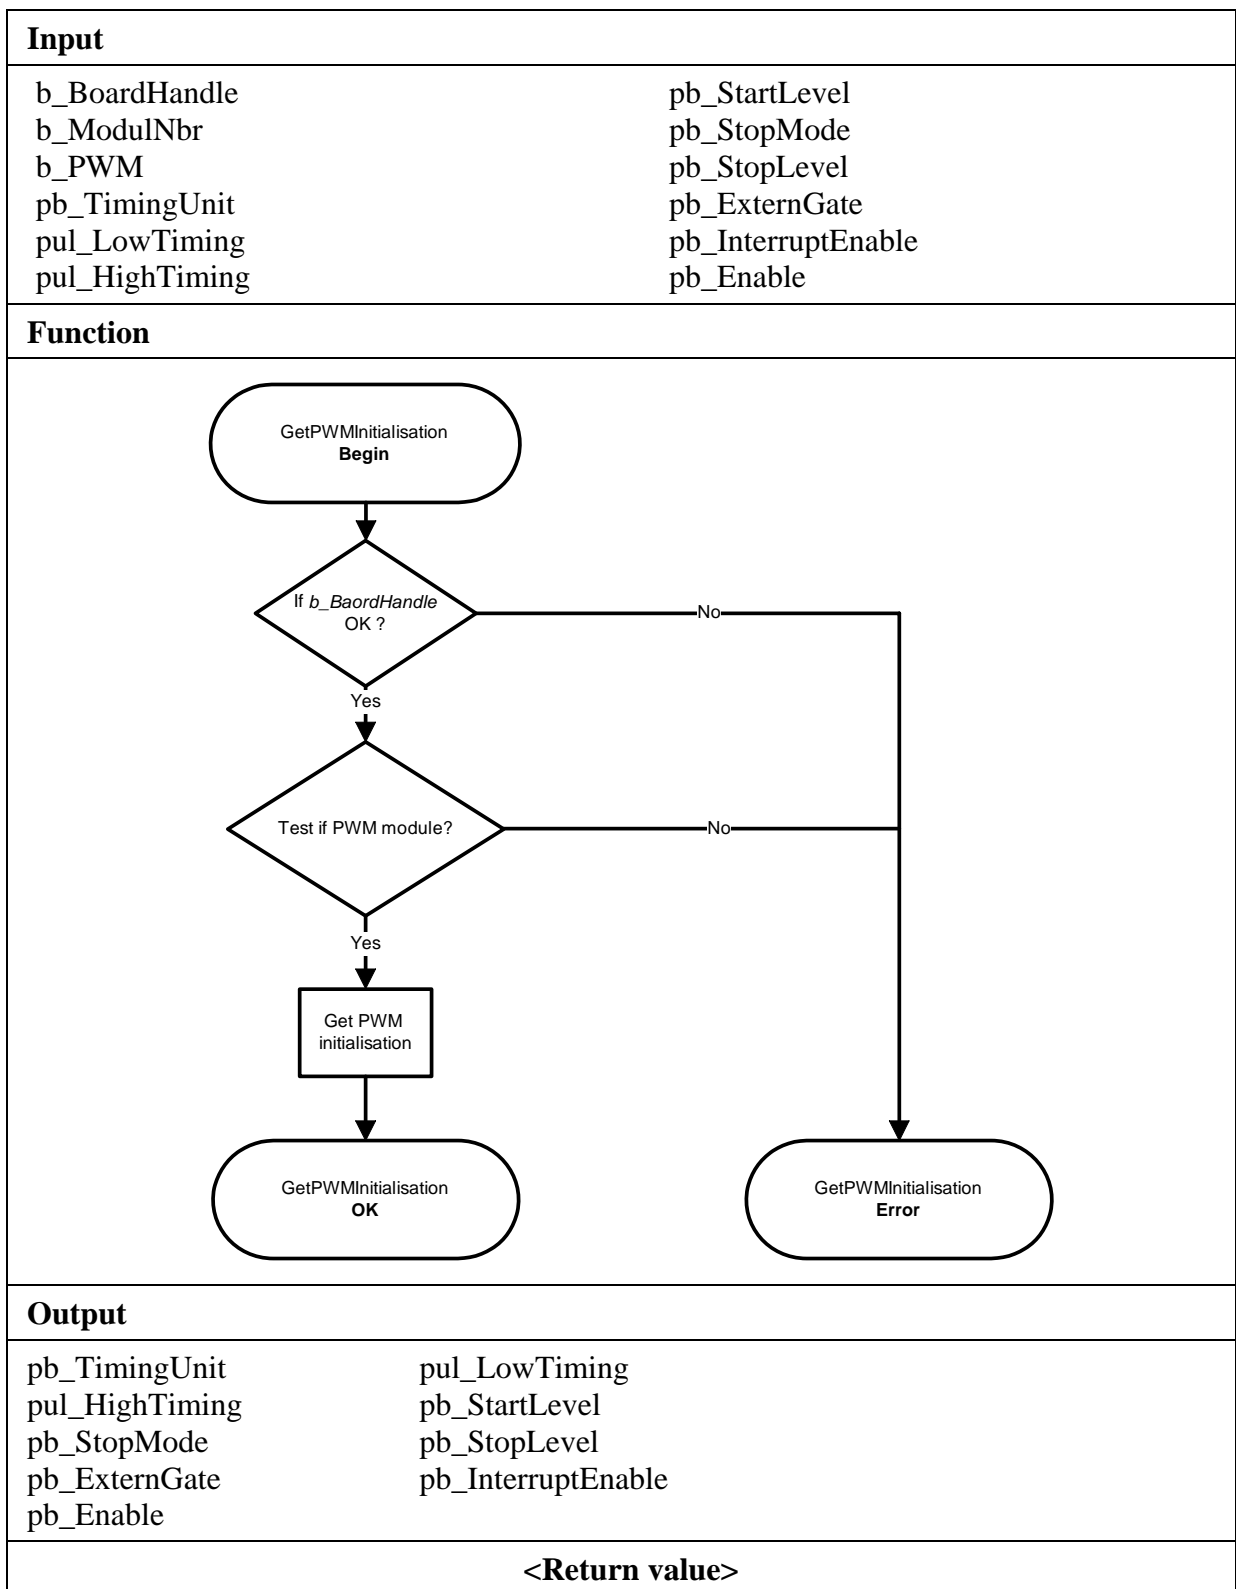 Input
b_BoardHandle
b_ModulNbr
b_PWM
pb_TimingUnit
pul_LowTiming
pul_HighTiming
pb_StartLevel
pb_StopMode
pb_StopLevel
pb_ExternGate
pb_InterruptEnable
pb_Enable
Function
GetPWMInitialisation
Begin
If b_BaordHandle
OK ?
No
Yes
Test if PWM module?
No
Yes
Get PWM
initialisation
GetPWMInitialisation
OK
GetPWMInitialisation
Error
Output
pb_TimingUnit pul_LowTiming
pul_HighTiming pb_StartLevel
pb_StopMode pb_StopLevel
pb_ExternGate pb_InterruptEnable
pb_Enable
<Return value>